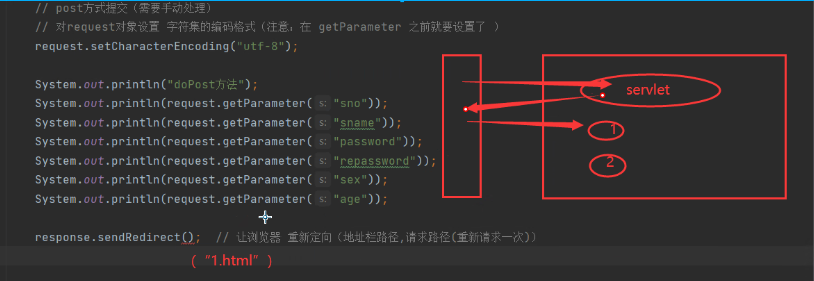 // post方式提交（需要手动处理）
// 对request对象设置 字符集的编码格式（注意：在 getParameter 之前就要设置了 ）
request.setCharacterEncoding("utf-8");
System.out.println("doPost方法");
System.out.println(request.getParameter( s: "sno"));
System.out.println(request.getParameter( s: "sname"));
System.out.println(request.getParameter( s: "password"));
System.out.println(request.getParameter( s: "repassword"));
System.out.println(request.getParameter( s: "sex"));
System.out.println(request.getParameter( s: "age"));
response.sendRedirect(); // 让浏览器 重新定向（地址栏路径,请求路径(重新请求一次)）
（ "1.html" ）
servlet
1
2